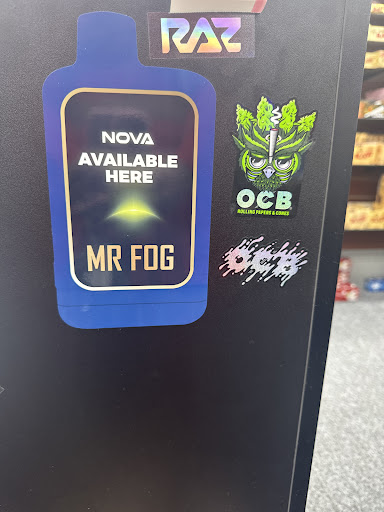 RAZ
NOVA
AVAILABLE
HERE
MR FOG
OCB
ROLLING PAPERS & CONES
OCB